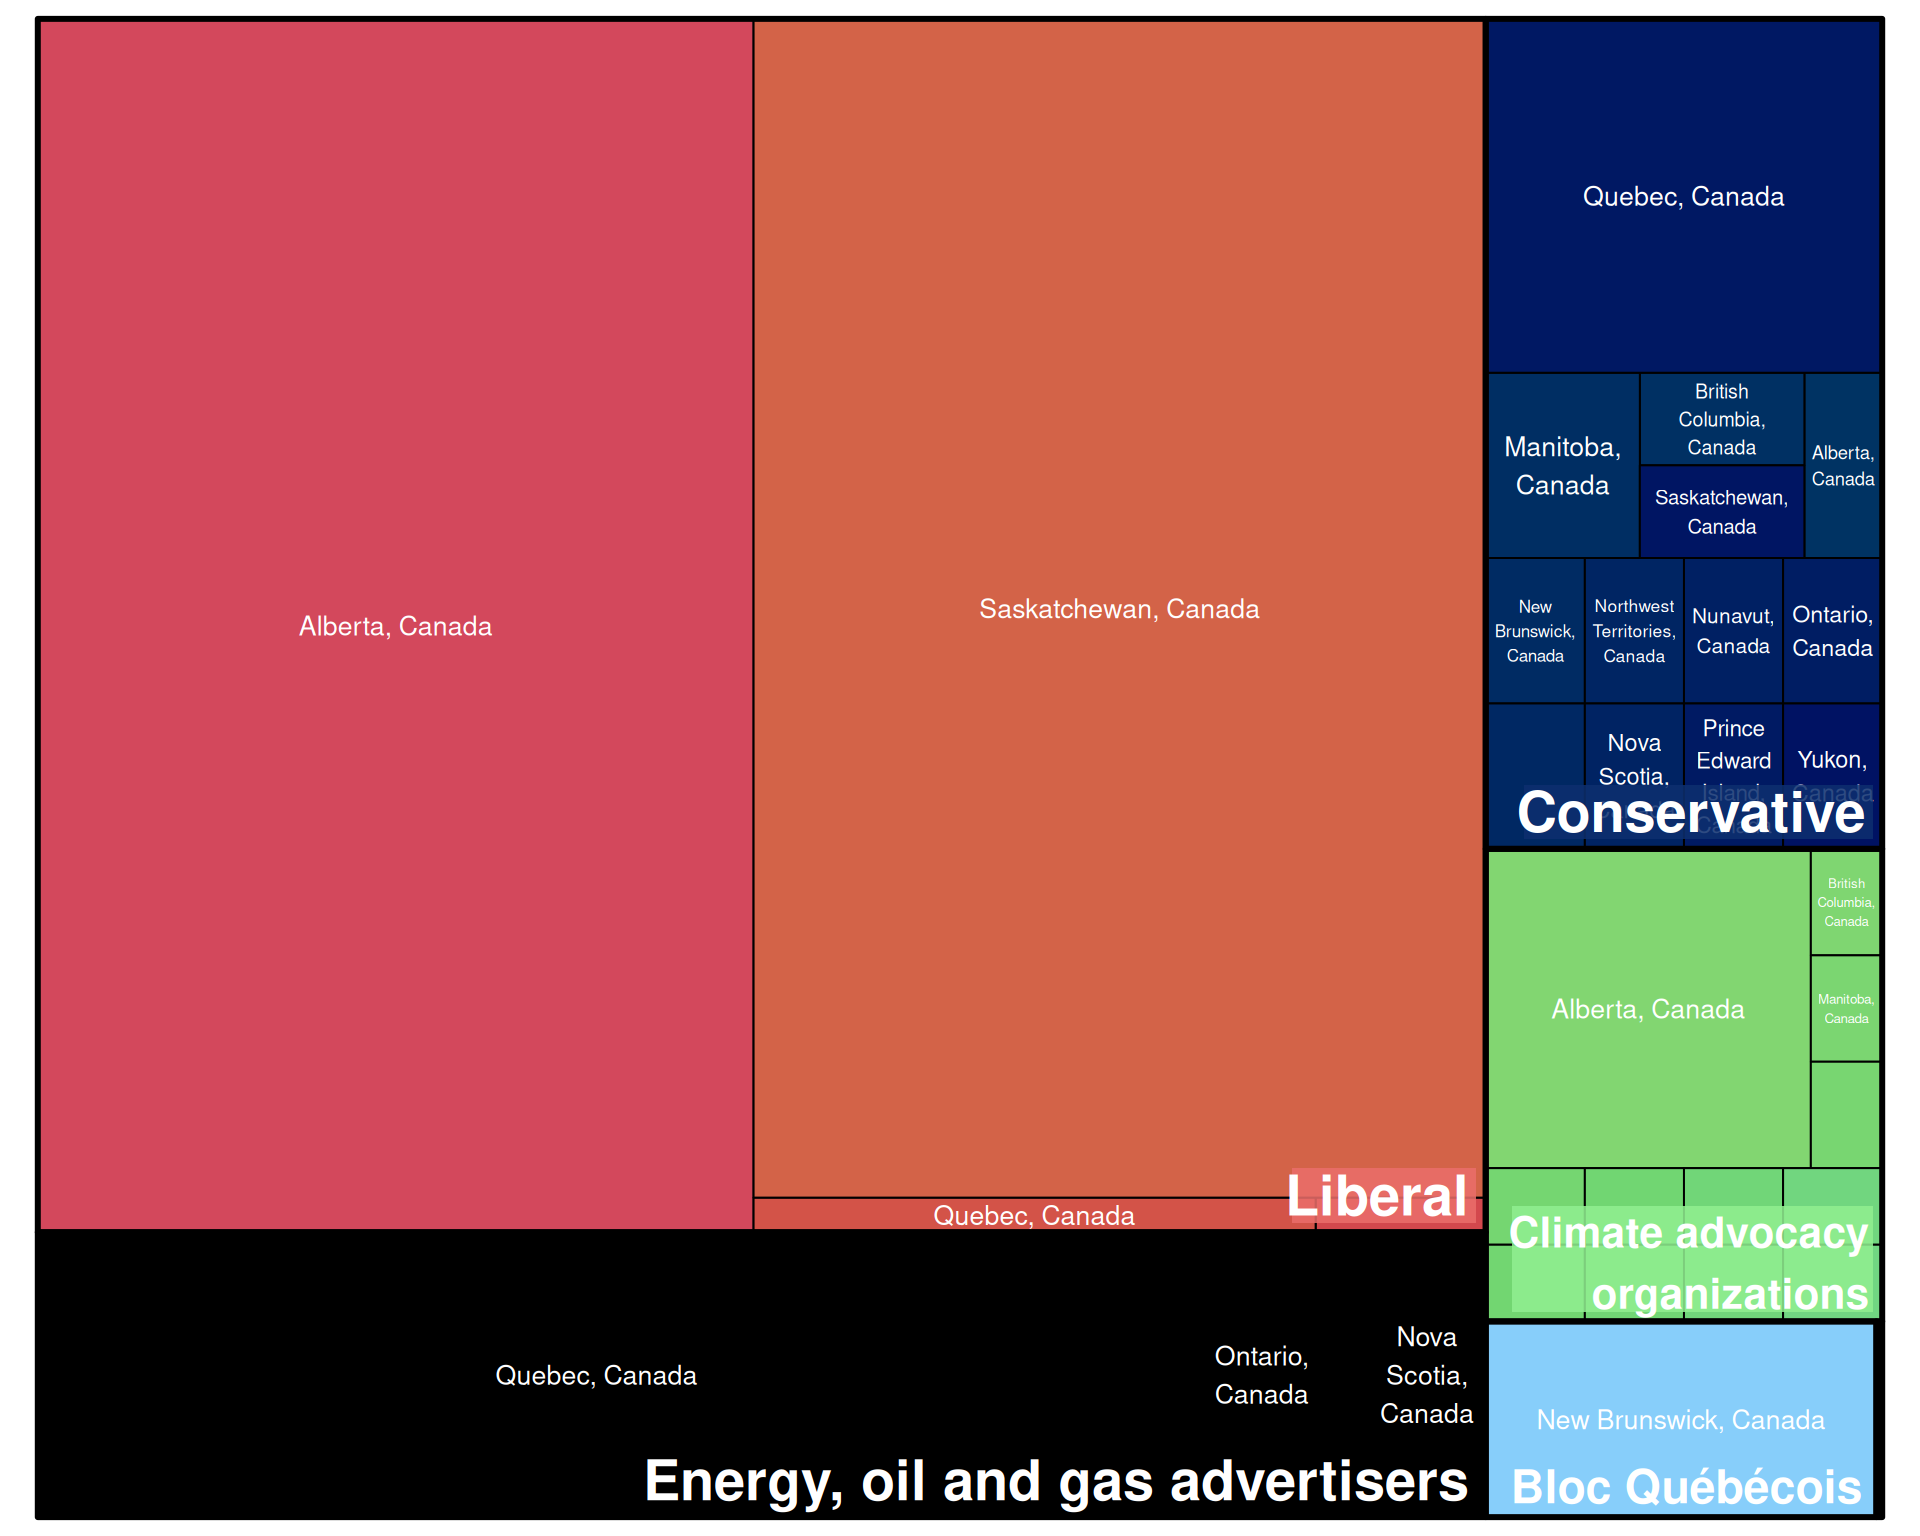 Alberta, Canada
Saskatchewan, Canada
Quebec, Canada
Liberal
Quebec, Canada
Ontario,
Canada
Nova
Scotia,
Canada
Energy, oil and gas advertisers
Quebec, Canada
Manitoba,
Canada
British
Columbia,
Canada
Saskatchewan,
Canada
Alberta,
Canada
New
Brunswick,
Canada
Northwest
Territories,
Canada
Nunavut,
Canada
Ontario,
Canada
Nova
Scotia,
Prince
Edward
Island,
Canada
Yukon,
Canada
Conservative
Alberta, Canada
British
Columbia,
Canada
Manitoba,
Canada
Climate advocacy
organizations
New Brunswick, Canada
Bloc Québécois